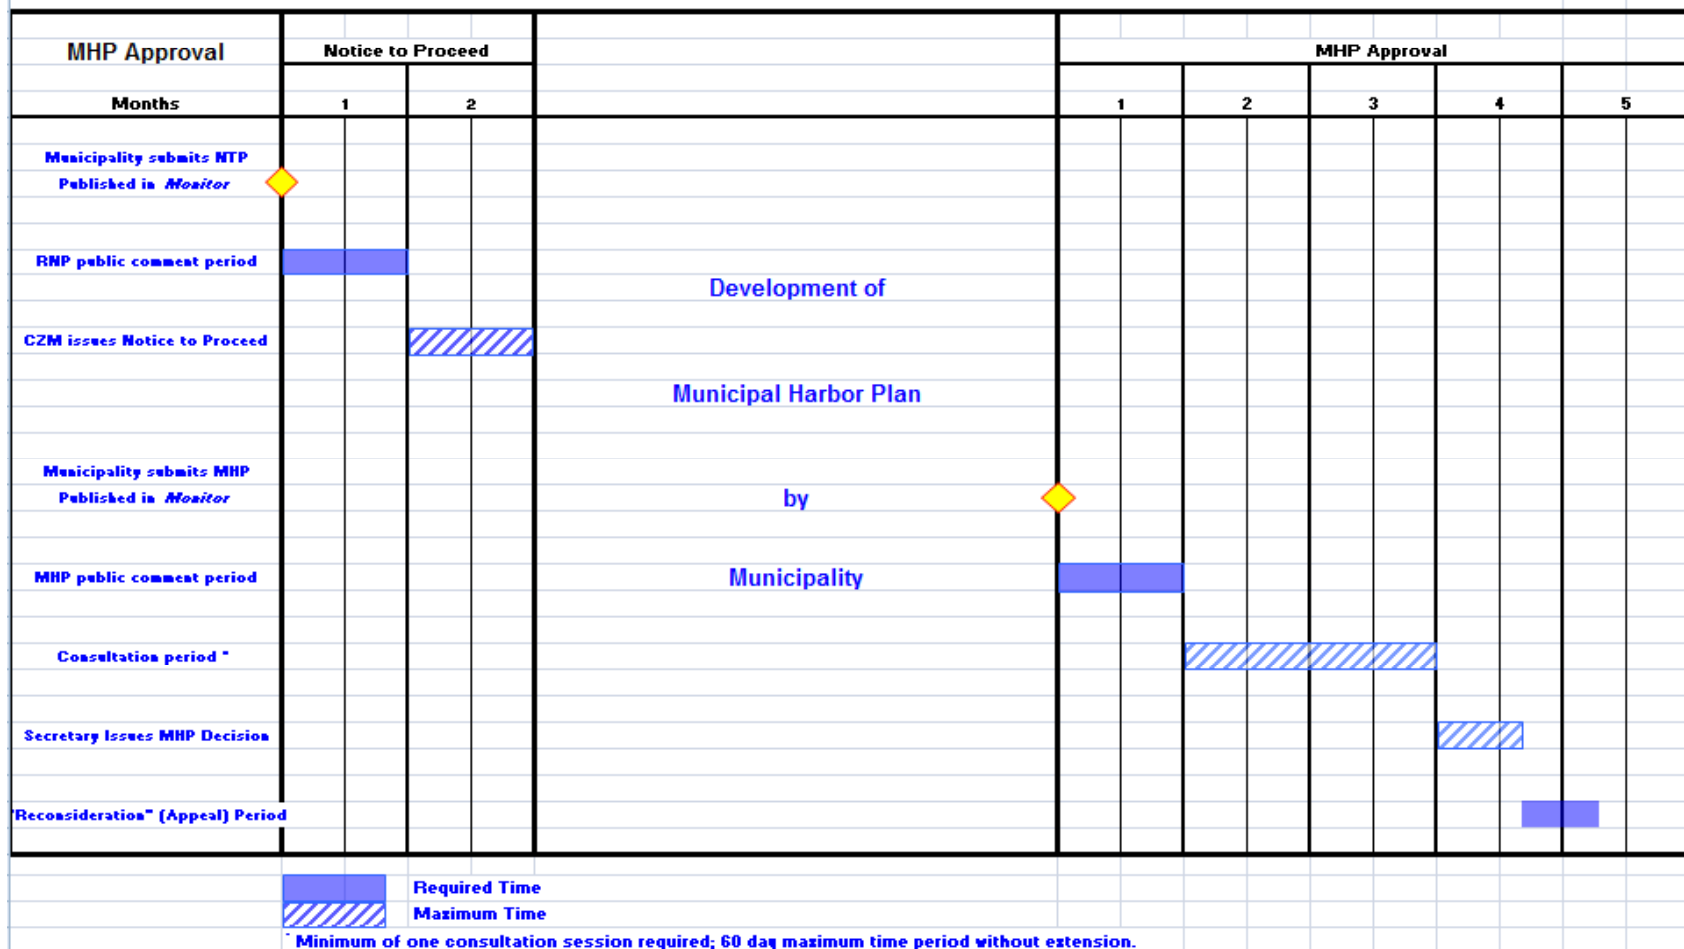 MHP Approval
Notice to Proceed
MHP Approval
Months
1
2
1
2
3
4
5
Municipality submits NTP
Published in Monitor
RNP public comment period
Development of
CZM issues Notice to Proceed
Municipal Harbor Plan
Municipality submits MHP
Published in Monitor
by
MHP public comment period
Municipality
Consultation period *
Secretary Issues MHP Decision
"Reconsideration" (Appeal) Period
Required Time
Maximum Time
* Minimum of one consultation session required; 60 day maximum time period without extension.